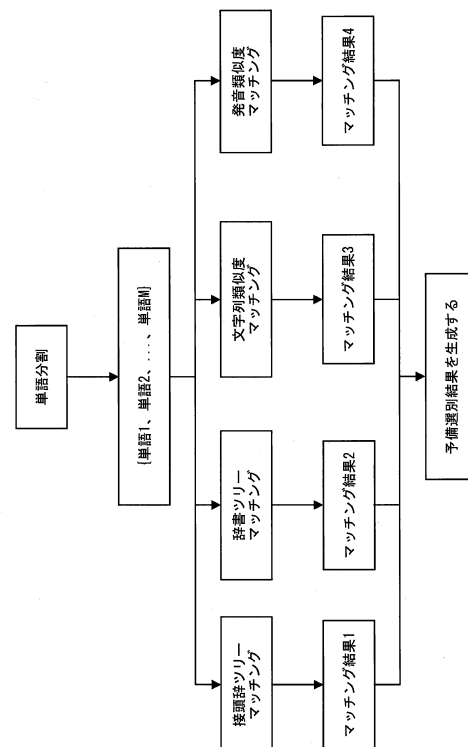 単語分割
{単語1、単語2、....、単語M}
接頭辞ツリー
マッチング
辞書ツリー
マッチング
文字列類似度
マッチング
発音類似度
マッチング
マッチング結果1
マッチング結果2
マッチング結果3
マッチング結果4
予備選別結果を生成する